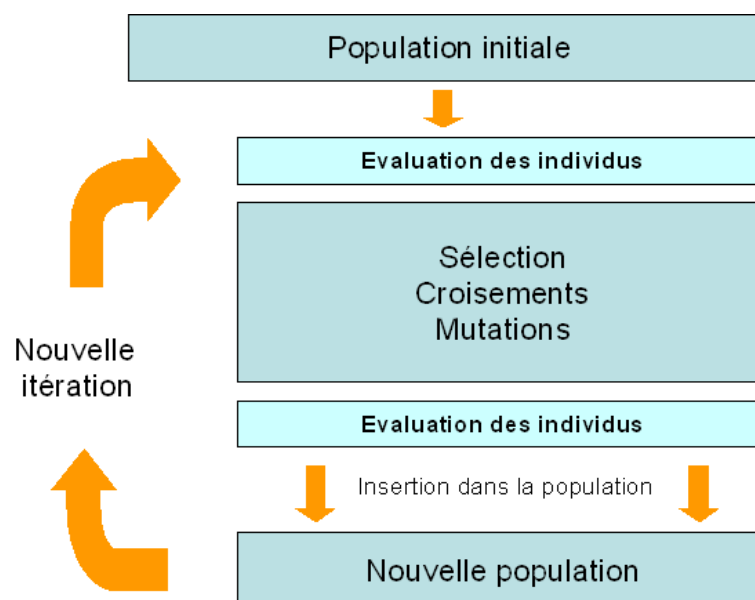 Population initiale
Evaluation des individus
Sélection
Croisements
Mutations
Nouvelle
itération
Evaluation des individus
Insertion dans la population
Nouvelle population